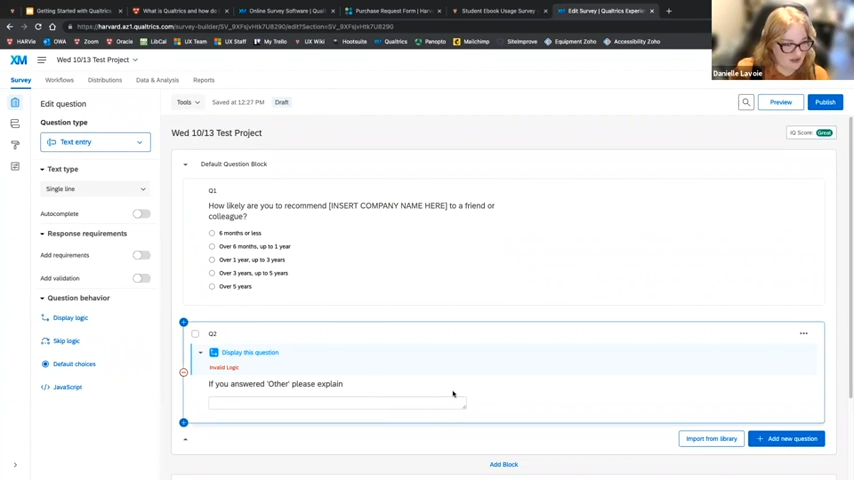 Getting Started with Qualtrics
What is Qualtrics and how do
Online Survey Software | Qualtrics
Purchase Request Form | Harv
Student Ebook Usage Survey
Edit Survey | Qualtrics Experience
harvard.az1.qualtrics.com/survey-builder/SV_9XFsjvHtk7U8290/edit?Section=SV_9XFsjvHtk7U8290
HARVie
OWA
Zoom
Oracle
LibCal
UX Team
UX Staff
My Trello
UX Wiki
Hootsuite
Qualtrics
Panopto
Mailchimp
SiteImprove
Equipment Zoho
Accessibility Zoho
Danielle Lavoie
XM
Wed 10/13 Test Project
Survey
Workflows
Distributions
Data & Analysis
Reports
Edit question
Question type
Text entry
Text type
Single line
Autocomplete
Response requirements
Add requirements
Add validation
Question behavior
Display logic
Skip logic
Default choices
JavaScript
Tools
Saved at 12:27 PM
Draft
Preview
Publish
Wed 10/13 Test Project
IQ Score: Great
Default Question Block
Q1
How likely are you to recommend [INSERT COMPANY NAME HERE] to a friend or
colleague?
6 months or less
Over 6 months, up to 1 year
Over 1 year, up to 3 years
Over 3 years, up to 5 years
Over 5 years
Q2
Display this question
Invalid Logic
If you answered 'Other' please explain
Import from library
Add new question
Add Block